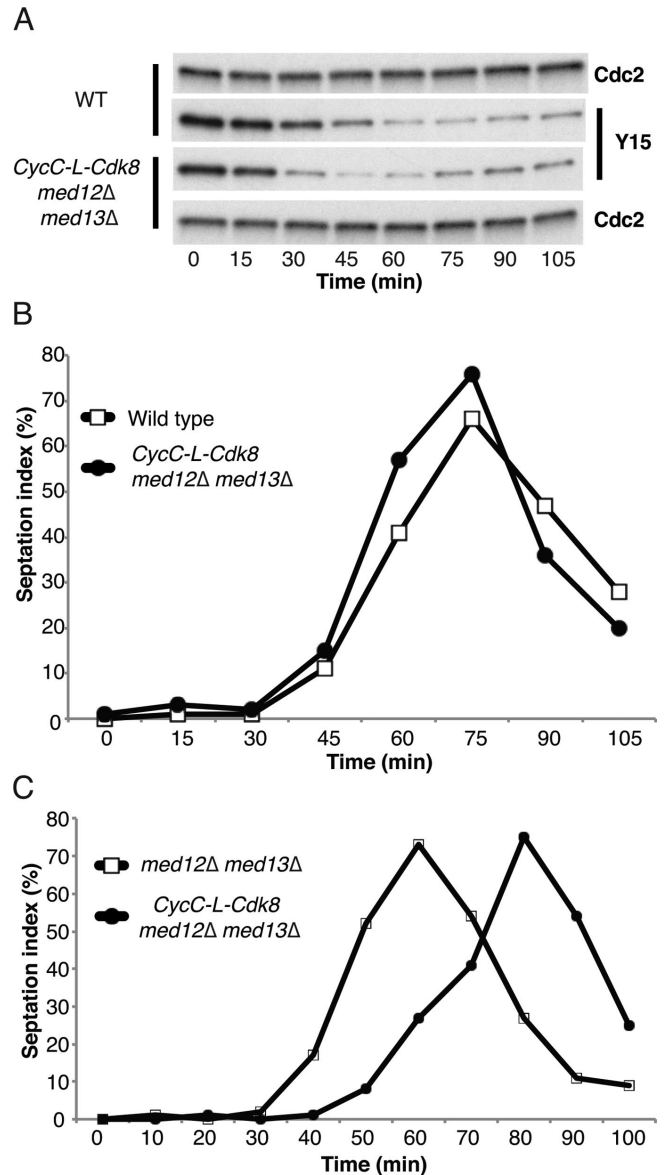 A
WT
CycC-L-Cdk8
med12Δ
med13Δ
Cdc2
Y15
Cdc2
0 15 30 45 60 75 90 105
Time (min)
B
Septation index (%)
80
70
60
50
40
30
20
10
0
Wild type
CycC-L-Cdk8
med12Δ med13Δ
0 15 30 45 60 75 90 105
Time (min)
C
Septation index (%)
80
70
60
50
40
30
20
10
0
med12Δ med13Δ
CycC-L-Cdk8
med12Δ med13Δ
0 10 20 30 40 50 60 70 80 90 100
Time (min)